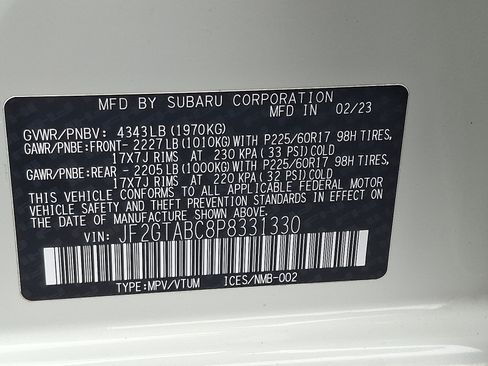 MFD BY SUBARU CORPORATION
MFD IN 02/23
GVWR/PNBV: 4343LB (1970KG)
GAWR/PNBE:FRONT- 2227LB (1010KG)WITH P225/60R17 98H TIRES,
17X7J RIMS AT 230 KPA (33 PSI)COLD
GAWR/PNBE:REAR - 2205LB (1000KG)WITH P225/60R17 98H TIRES,
17X7J RIMS AT 220 KPA (32 PSI)COLD
THIS VEHICLE CONFORMS TO ALL APPLICABLE FEDERAL MOTOR
VEHICLE SAFETY AND THEFT PREVENTION STANDARDS IN EFFECT ON
THE DATE OF MANUFACTURE SHOWN ABOVE.
VIN: JF2GTABC8P8331330
TYPE:MPV/VTUM ICES/NMB-002